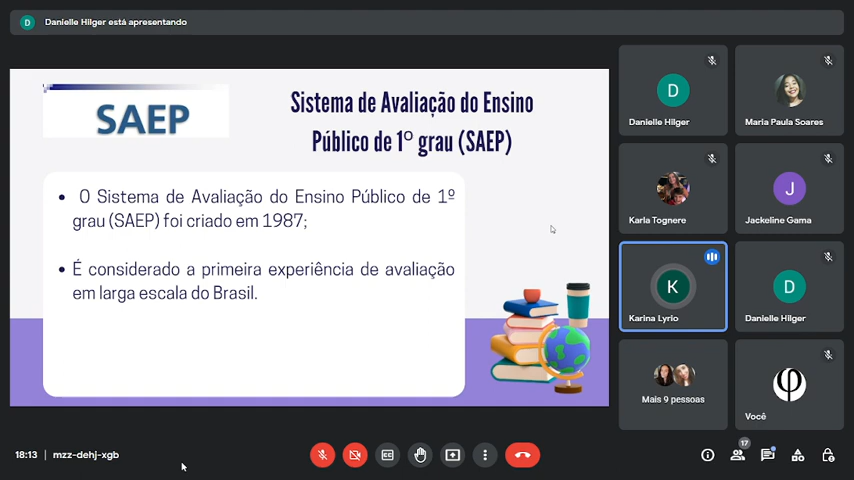 D Danielle Hilger está apresentando
SAEP
Sistema de Avaliação do Ensino
Público de 1º grau (SAEP)
• O Sistema de Avaliação do Ensino Público de 1º
grau (SAEP) foi criado em 1987;
• É considerado a primeira experiência de avaliação
em larga escala do Brasil.
D
Danielle Hilger
Maria Paula Soares
Karla Tognere
J
Jackeline Gama
K
Karina Lyrio
D
Danielle Hilger
Mais 9 pessoas
φ
Você
18:13 | mzz-dehj-xgb
CC
17